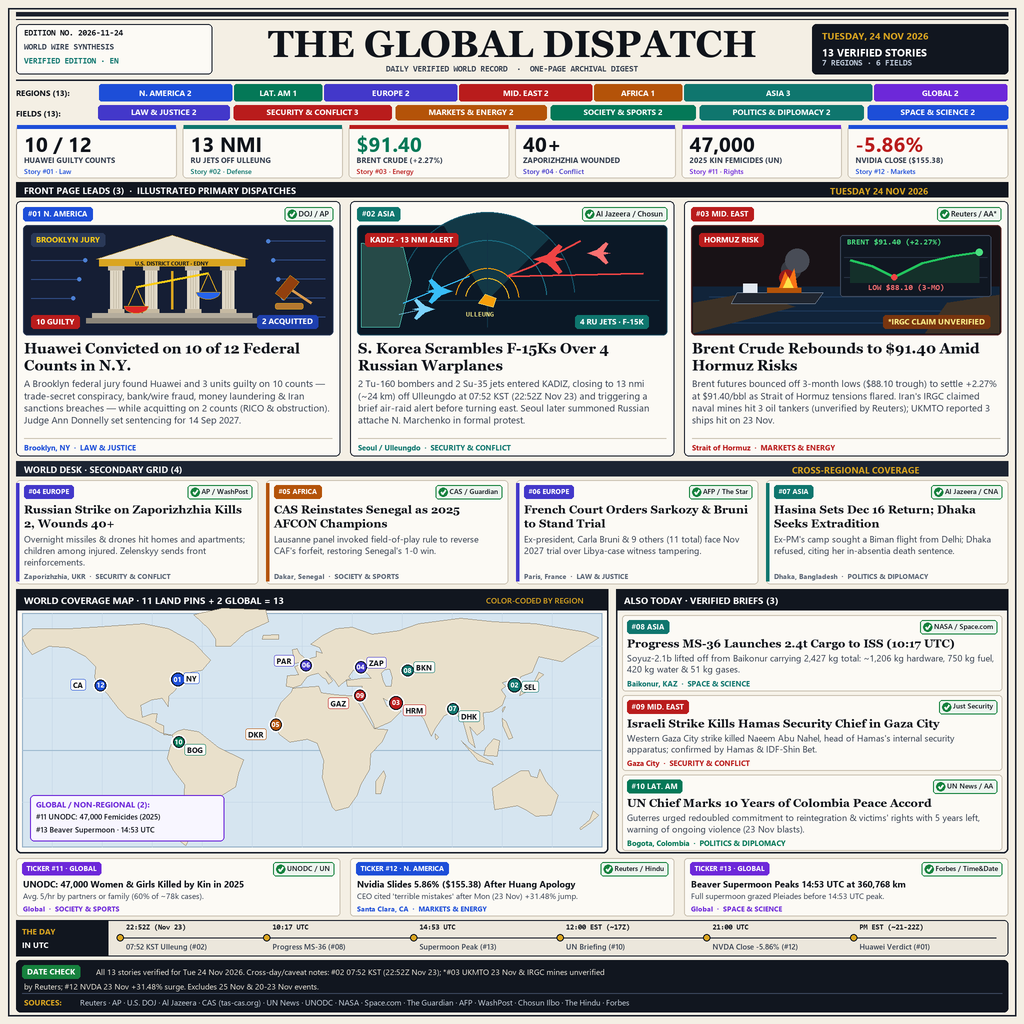 EDITION NO. 2026-11-24
WORLD WIRE SYNTHESIS
VERIFIED EDITION · EN
THE GLOBAL DISPATCH
DAILY VERIFIED WORLD RECORD · ONE-PAGE ARCHIVAL DIGEST
TUESDAY, 24 NOV 2026
13 VERIFIED STORIES
7 REGIONS · 6 FIELDS
REGIONS (13):
N. AMERICA 2
LAT. AM 1
EUROPE 2
MID. EAST 2
AFRICA 1
ASIA 3
GLOBAL 2
FIELDS (13):
LAW & JUSTICE 2
SECURITY & CONFLICT 3
MARKETS & ENERGY 2
SOCIETY & SPORTS 2
POLITICS & DIPLOMACY 2
SPACE & SCIENCE 2
10 / 12
HUAWEI GUILTY COUNTS
Story #01 · Law
13 NMI
RU JETS OFF ULLEUNG
Story #02 · Defense
$91.40
BRENT CRUDE (+2.27%)
Story #03 · Energy
40+
ZAPORIZHZHIA WOUNDED
Story #04 · Conflict
47,000
2025 KIN FEMICIDES (UN)
Story #11 · Rights
-5.86%
NVIDIA CLOSE ($155.38)
Story #12 · Markets
FRONT PAGE LEADS (3) · ILLUSTRATED PRIMARY DISPATCHES
TUESDAY 24 NOV 2026
#01 N. AMERICA
DOJ / AP
BROOKLYN JURY
U.S. DISTRICT COURT · EDNY
10 GUILTY
2 ACQUITTED
Huawei Convicted on 10 of 12 Federal
Counts in N.Y.
A Brooklyn federal jury found Huawei and 3 units guilty on 10 counts —
trade-secret conspiracy, bank/wire fraud, money laundering & Iran
sanctions breaches — while acquitting on 2 counts (RICO & obstruction).
Judge Ann Donnelly set sentencing for 14 Sep 2027.
Brooklyn, NY · LAW & JUSTICE
#02 ASIA
Al Jazeera / Chosun
KADIZ · 13 NMI ALERT
ULLEUNG
4 RU JETS · F-15K
S. Korea Scrambles F-15Ks Over 4
Russian Warplanes
2 Tu-160 bombers and 2 Su-35 jets entered KADIZ, closing to 13 nmi
(~24 km) off Ulleungdo at 07:52 KST (22:52Z Nov 23) and triggering a
brief air-raid alert before turning east. Seoul later summoned Russian
attache N. Marchenko in formal protest.
Seoul / Ulleungdo · SECURITY & CONFLICT
#03 MID. EAST
Reuters / AA*
HORMUZ RISK
BRENT $91.40 (+2.27%)
LOW $88.10 (3-MO)
*IRGC CLAIM UNVERIFIED
Brent Crude Rebounds to $91.40 Amid
Hormuz Risks
Brent futures bounced off 3-month lows ($88.10 trough) to settle +2.27%
at $91.40/bbl as Strait of Hormuz tensions flared. Iran's IRGC claimed
naval mines hit 3 oil tankers (unverified by Reuters); UKMTO reported 3
ships hit on 23 Nov.
Strait of Hormuz · MARKETS & ENERGY
WORLD DESK · SECONDARY GRID (4)
CROSS-REGIONAL COVERAGE
#04 EUROPE
AP / WashPost
Russian Strike on Zaporizhzhia Kills
2, Wounds 40+
Overnight missiles & drones hit homes and apartments;
children among injured. Zelenskyy sends front
reinforcements.
Zaporizhzhia, UKR · SECURITY & CONFLICT
#05 AFRICA
CAS / Guardian
CAS Reinstates Senegal as 2025
AFCON Champions
Lausanne panel invoked field-of-play rule to reverse
CAF's forfeit, restoring Senegal's 1-0 win.
Dakar, Senegal · SOCIETY & SPORTS
#06 EUROPE
AFP / The Star
French Court Orders Sarkozy & Bruni
to Stand Trial
Ex-president, Carla Bruni & 9 others (11 total) face Nov
2027 trial over Libya-case witness tampering.
Paris, France · LAW & JUSTICE
#07 ASIA
Al Jazeera / CNA
Hasina Sets Dec 16 Return; Dhaka
Seeks Extradition
Ex-PM's camp sought a Biman flight from Delhi; Dhaka
refused, citing her in-absentia death sentence.
Dhaka, Bangladesh · POLITICS & DIPLOMACY
WORLD COVERAGE MAP · 11 LAND PINS + 2 GLOBAL = 13
COLOR-CODED BY REGION
CA
12
01
NY
PAR
06
04
ZAP
08
BKN
02
SEL
GAZ
09
03
HRM
07
DHK
DKR
05
10
BOG
GLOBAL / NON-REGIONAL (2):
#11 UNODC: 47,000 Femicides (2025)
#13 Beaver Supermoon · 14:53 UTC
ALSO TODAY · VERIFIED BRIEFS (3)
#08 ASIA
NASA / Space.com
Progress MS-36 Launches 2.4t Cargo to ISS (10:17 UTC)
Soyuz-2.1b lifted off from Baikonur carrying 2,427 kg total: ~1,206 kg hardware, 750 kg fuel,
420 kg water & 51 kg gases.
Baikonur, KAZ · SPACE & SCIENCE
#09 MID. EAST
Just Security
Israeli Strike Kills Hamas Security Chief in Gaza City
Western Gaza City strike killed Naeem Abu Nahel, head of Hamas's internal security
apparatus; confirmed by Hamas & IDF-Shin Bet.
Gaza City · SECURITY & CONFLICT
#10 LAT. AM
UN News / AA
UN Chief Marks 10 Years of Colombia Peace Accord
Guterres urged redoubled commitment to reintegration & victims' rights with 5 years left,
warning of ongoing violence (23 Nov blasts).
Bogota, Colombia · POLITICS & DIPLOMACY
TICKER #11 · GLOBAL
UNODC / UN
UNODC: 47,000 Women & Girls Killed by Kin in 2025
Avg. 5/hr by partners or family (60% of ~78k cases).
Global · SOCIETY & SPORTS
TICKER #12 · N. AMERICA
Reuters / Hindu
Nvidia Slides 5.86% ($155.38) After Huang Apology
CEO cited 'terrible mistakes' after Mon (23 Nov) +31.48% jump.
Santa Clara, CA · MARKETS & ENERGY
TICKER #13 · GLOBAL
Forbes / Time&Date
Beaver Supermoon Peaks 14:53 UTC at 360,768 km
Full supermoon grazed Pleiades before 14:53 UTC peak.
Global · SPACE & SCIENCE
THE DAY
IN UTC
22:52Z (Nov 23)
07:52 KST Ulleung (#02)
10:17 UTC
Progress MS-36 (#08)
14:53 UTC
Supermoon Peak (#13)
12:00 EST (~17Z)
UN Briefing (#10)
21:00 UTC
NVDA Close -5.86% (#12)
PM EST (~21-22Z)
Huawei Verdict (#01)
DATE CHECK
All 13 stories verified for Tue 24 Nov 2026. Cross-day/caveat notes: #02 07:52 KST (22:52Z Nov 23); *#03 UKMTO 23 Nov & IRGC mines unverified
by Reuters; #12 NVDA 23 Nov +31.48% surge. Excludes 25 Nov & 20-23 Nov events.
SOURCES:
Reuters · AP · U.S. DOJ · Al Jazeera · CAS (tas-cas.org) · UN News · UNODC · NASA · Space.com · The Guardian · AFP · WashPost · Chosun Ilbo · The Hindu · Forbes